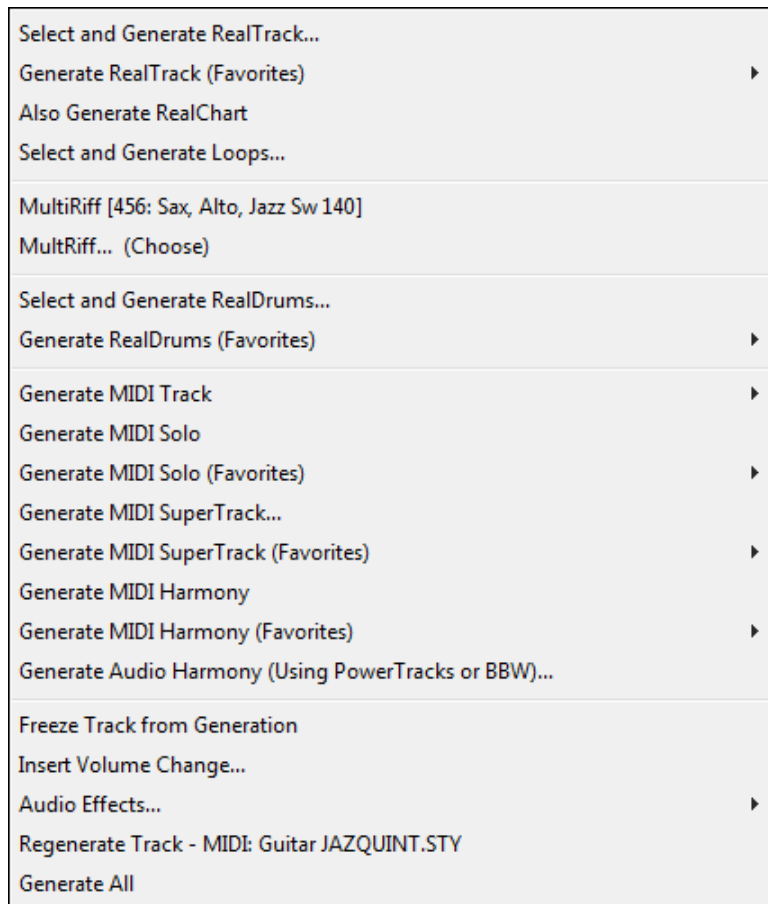 Select and Generate RealTrack...
Generate RealTrack (Favorites)
Also Generate RealChart
Select and Generate Loops...
MultiRiff [456: Sax, Alto, Jazz Sw 140]
MultRiff... (Choose)
Select and Generate RealDrums...
Generate RealDrums (Favorites)
Generate MIDI Track
Generate MIDI Solo
Generate MIDI Solo (Favorites)
Generate MIDI SuperTrack...
Generate MIDI SuperTrack (Favorites)
Generate MIDI Harmony
Generate MIDI Harmony (Favorites)
Generate Audio Harmony (Using PowerTracks or BBW)...
Freeze Track from Generation
Insert Volume Change...
Audio Effects...
Regenerate Track - MIDI: Guitar JAZQUINT.STY
Generate All